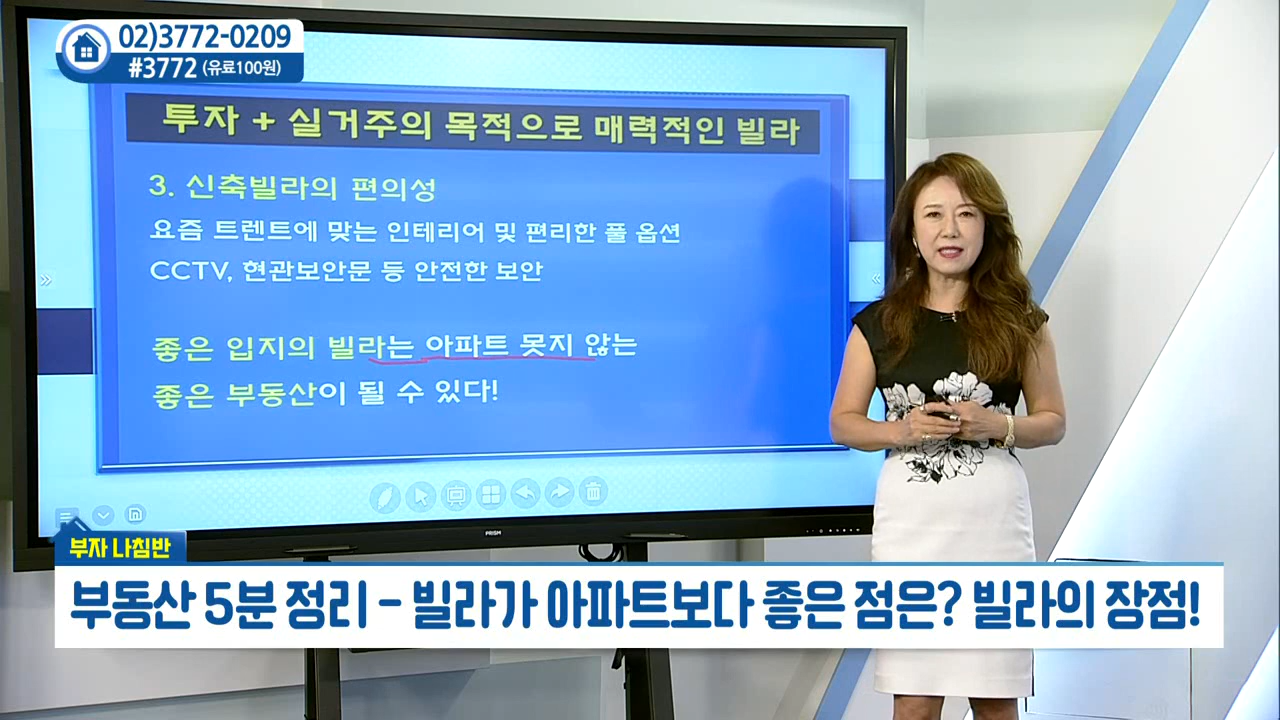 02)3772-0209
#3772 (유료100원)
투자 + 실거주의 목적으로 매력적인 빌라
3. 신축빌라의 편의성
요즘 트렌트에 맞는 인테리어 및 편리한 풀 옵션
CCTV, 현관보안문 등 안전한 보안
좋은 입지의 빌라는 아파트 못지 않는
좋은 부동산이 될 수 있다!
PRISM
부자 나침반
부동산 5분 정리 - 빌라가 아파트보다 좋은 점은? 빌라의 장점!